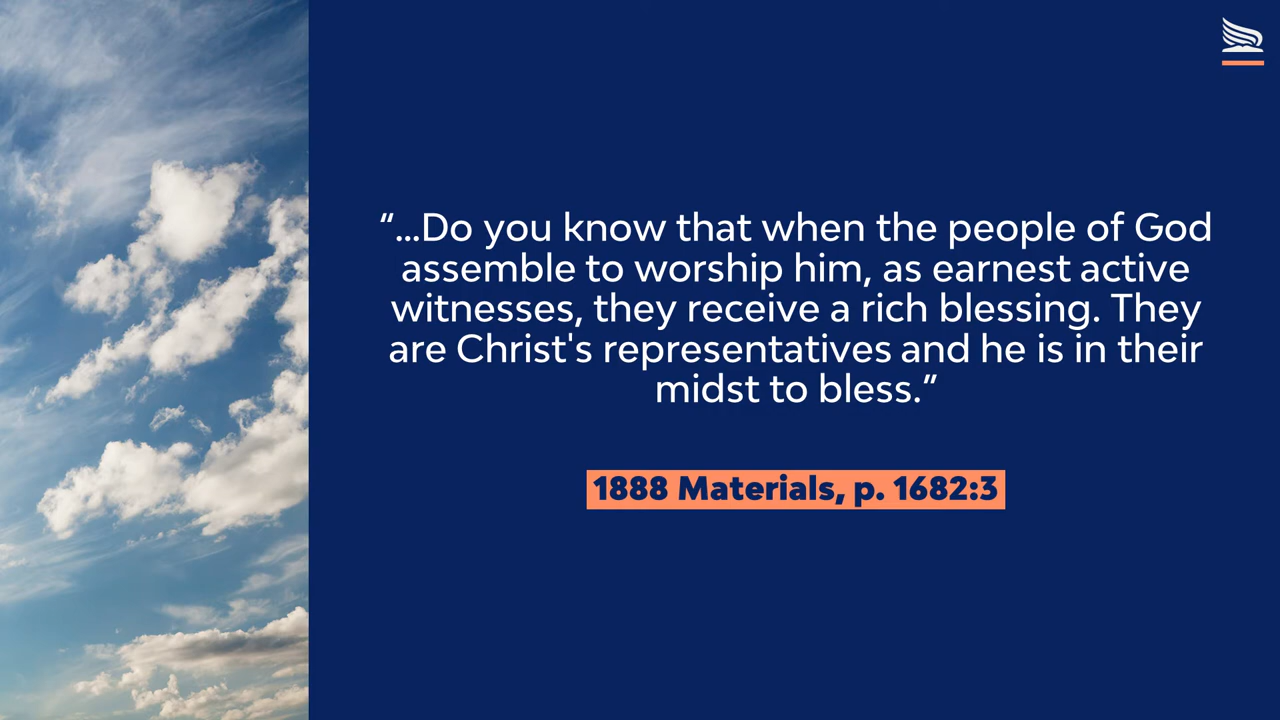 “...Do you know that when the people of God
assemble to worship him, as earnest active
witnesses, they receive a rich blessing. They
are Christ's representatives and he is in their
midst to bless.”
1888 Materials, p. 1682:3